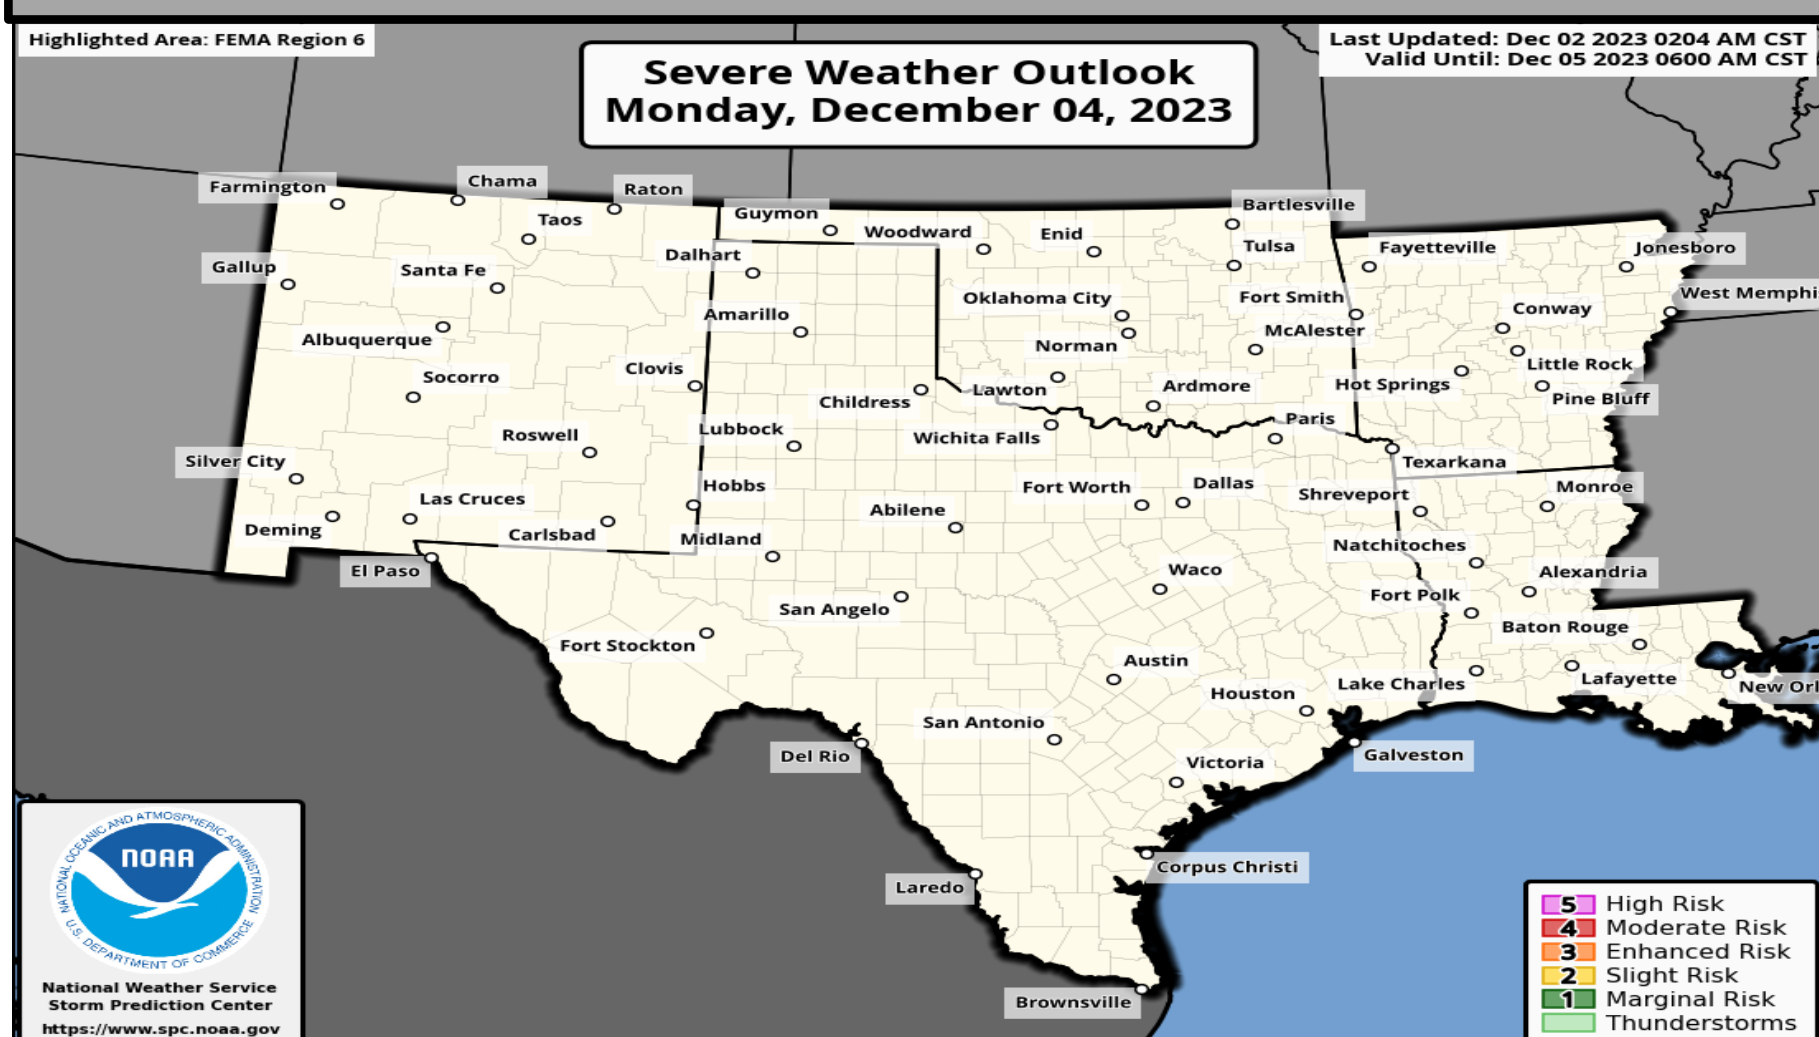 Highlighted Area: FEMA Region 6
Severe Weather Outlook
Monday, December 04, 2023
Last Updated: Dec 02 2023 0204 AM CST
Valid Until: Dec 05 2023 0600 AM CST
Farmington
Chama
Raton
Taos
Guymon
Woodward
Enid
Bartlesville
Tulsa
Fayetteville
Jonesboro
Gallup
Santa Fe
Dalhart
Oklahoma City
Fort Smith
Conway
West Memphi
Albuquerque
Amarillo
Norman
McAlester
Little Rock
Socorro
Clovis
Childress
Lawton
Ardmore
Hot Springs
Pine Bluff
Roswell
Lubbock
Wichita Falls
Paris
Texarkana
Silver City
Las Cruces
Hobbs
Abilene
Fort Worth
Dallas
Shreveport
Monroe
Deming
Carlsbad
Midland
Natchitoches
El Paso
San Angelo
Waco
Fort Polk
Alexandria
Fort Stockton
Austin
Baton Rouge
Houston
Lake Charles
Lafayette
New Orl
San Antonio
Del Rio
Victoria
Galveston
Laredo
Corpus Christi
Brownsville
NATIONAL OCEANIC AND ATMOSPHERIC ADMINISTRATION
NOAA
U.S. DEPARTMENT OF COMMERCE
National Weather Service
Storm Prediction Center
https://www.spc.noaa.gov
5 High Risk
4 Moderate Risk
3 Enhanced Risk
2 Slight Risk
1 Marginal Risk
Thunderstorms